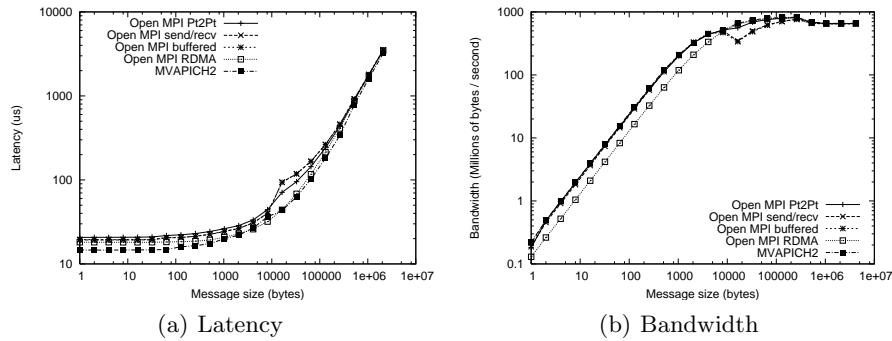 10000
1000
100
10
Latency (us)
Open MPI Pt2Pt
Open MPI send/recv
Open MPI buffered
Open MPI RDMA
MVAPICH2
1 10 100 1000 10000 100000 1e+06 1e+07
Message size (bytes)
(a) Latency
1000
100
10
1
0.1
Bandwidth (Millions of bytes / second)
Open MPI Pt2Pt
Open MPI send/recv
Open MPI buffered
Open MPI RDMA
MVAPICH2
1 10 100 1000 10000 100000 1e+06 1e+07
Message size (bytes)
(b) Bandwidth